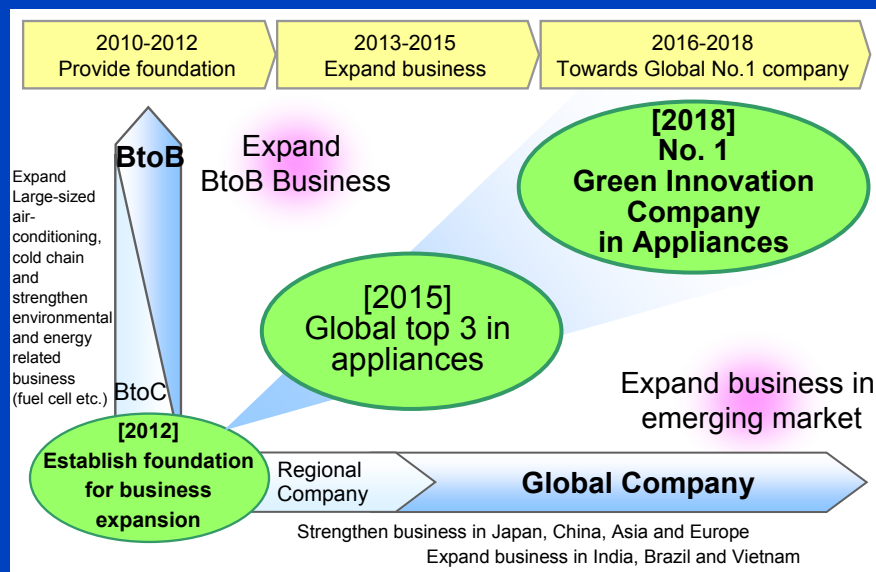 2010-2012
Provide foundation
2013-2015
Expand business
2016-2018
Towards Global No.1 company
BtoB
Expand
Large-sized
air-
conditioning,
cold chain
and
strengthen
environmental
and energy
related
business
(fuel cell etc.)
BtoC
Expand
BtoB Business
[2018]
No. 1
Green Innovation
Company
in Appliances
[2015]
Global top 3 in
appliances
Expand business in
emerging market
[2012]
Establish foundation
for business
expansion
Regional
Company
Global Company
Strengthen business in Japan, China, Asia and Europe
Expand business in India, Brazil and Vietnam